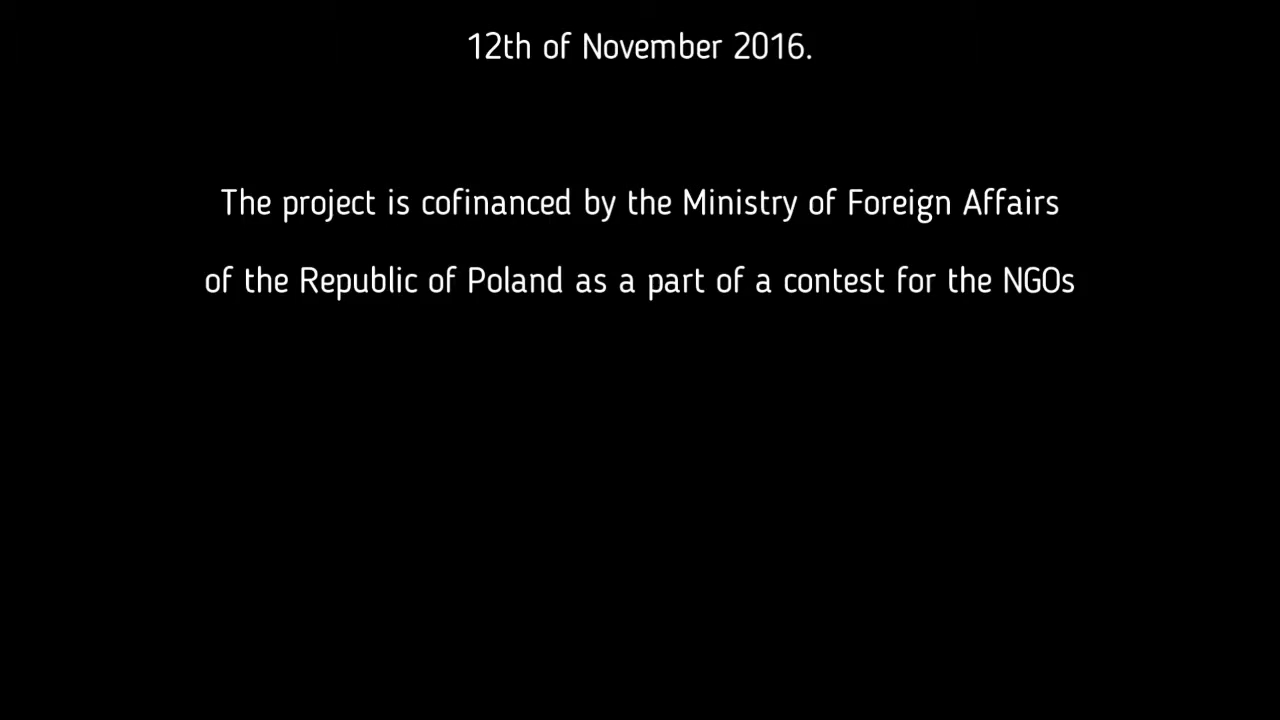 12th of November 2016.
The project is cofinanced by the Ministry of Foreign Affairs
of the Republic of Poland as a part of a contest for the NGOs